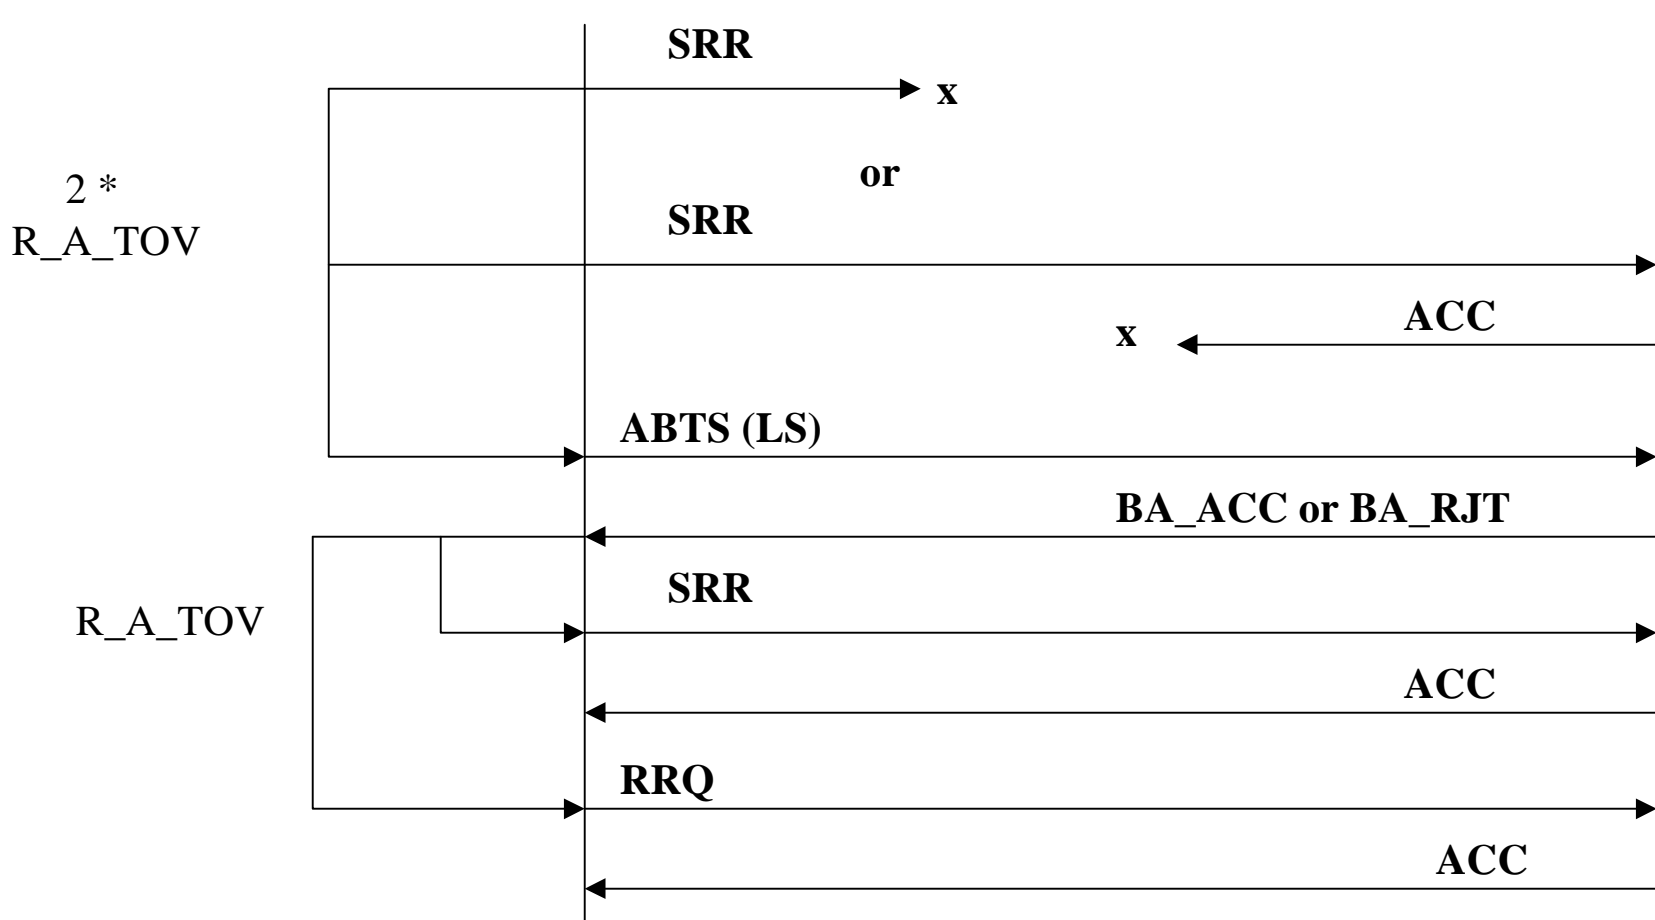 SRR
x
or
2 *
R_A_TOV
SRR
ACC
x
ABTS (LS)
BA_ACC or BA_RJT
SRR
R_A_TOV
ACC
RRQ
ACC